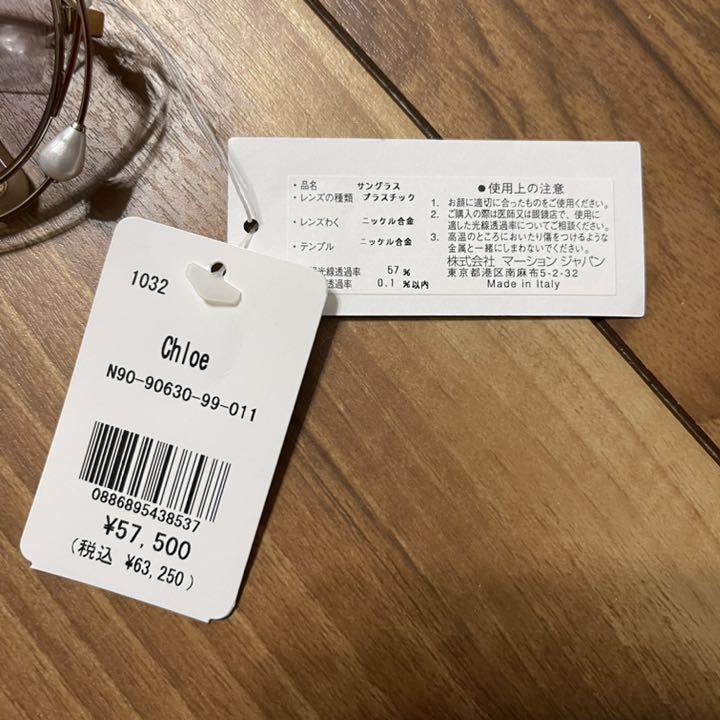 1032
Chloe
N90-90630-99-011
0886895438537
¥57,500
(税込 ¥63,250)
・品名 サングラス
・レンズの種類 プラスチック
・レンズわく ニッケル合金
・テンプル ニッケル合金
光線透過率 57 %
透過率 0.1 %以内
●使用上の注意
1. お顔に適切に合ったものをご使用ください。
2. ご購入の際は医師又は眼鏡店で、使用に
適した光線透過率についてご相談ください。
3. 高温のところにおいたり傷をつけるような
金属と一緒にしまわないでください。
株式会社 マーション ジャパン
東京都港区南麻布5-2-32
Made in Italy